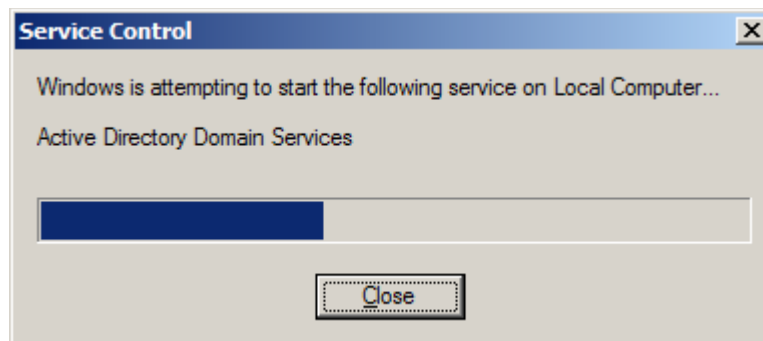 Service Control
Windows is attempting to start the following service on Local Computer...
Active Directory Domain Services
Close